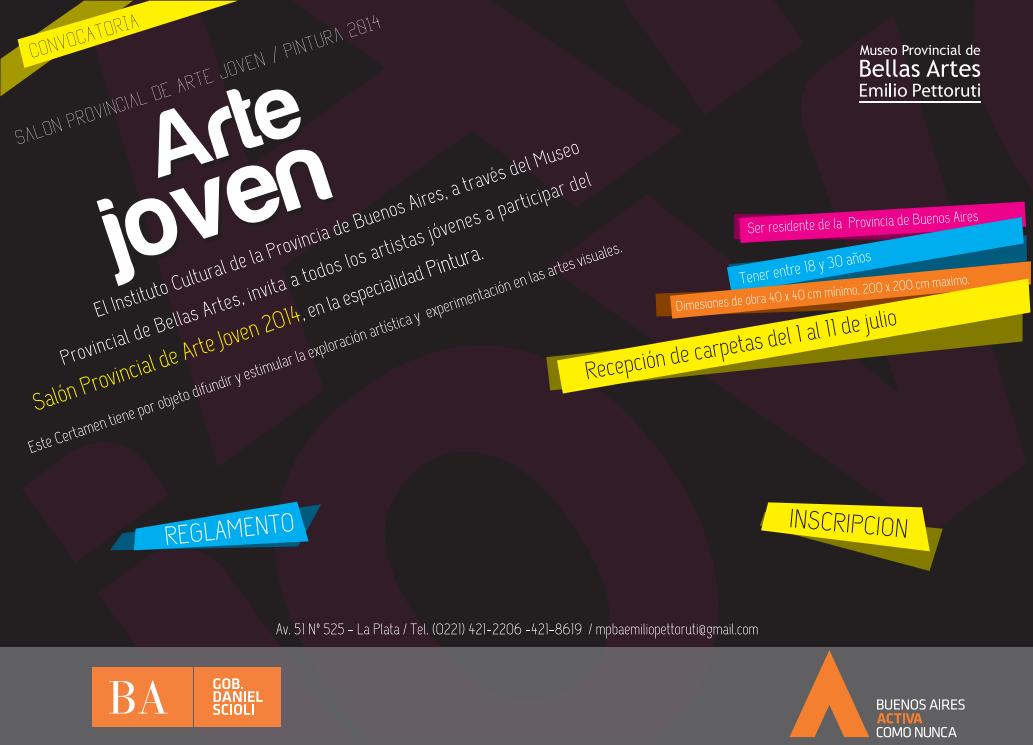 CONVOCATORIA
SALON PROVINCIAL DE ARTE JOVEN / PINTURA 2014
Arte
joven
El Instituto Cultural de la Provincia de Buenos Aires, a través del Museo
Provincial de Bellas Artes, invita a todos los artistas jóvenes a participar del
Salón Provincial de Arte Joven 2014, en la especialidad Pintura.
Este Certamen tiene por objeto difundir y estimular la exploración artística y experimentación en las artes visuales.
Museo Provincial de
Bellas Artes
Emilio Pettoruti
Ser residente de la Provincia de Buenos Aires
Tener entre 18 y 30 años
Dimesiones de obra 40 x 40 cm mínimo, 200 x 200 cm maximo.
Recepción de carpetas del 1 al 11 de julio
REGLAMENTO
INSCRIPCION
Av. 51 Nº 525 - La Plata / Tel. (0221) 421-2206 -421-8619 / mpbaemiliopettoruti@gmail.com
BA
GOB.
DANIEL
SCIOLI
BUENOS AIRES
ACTIVA
COMO NUNCA